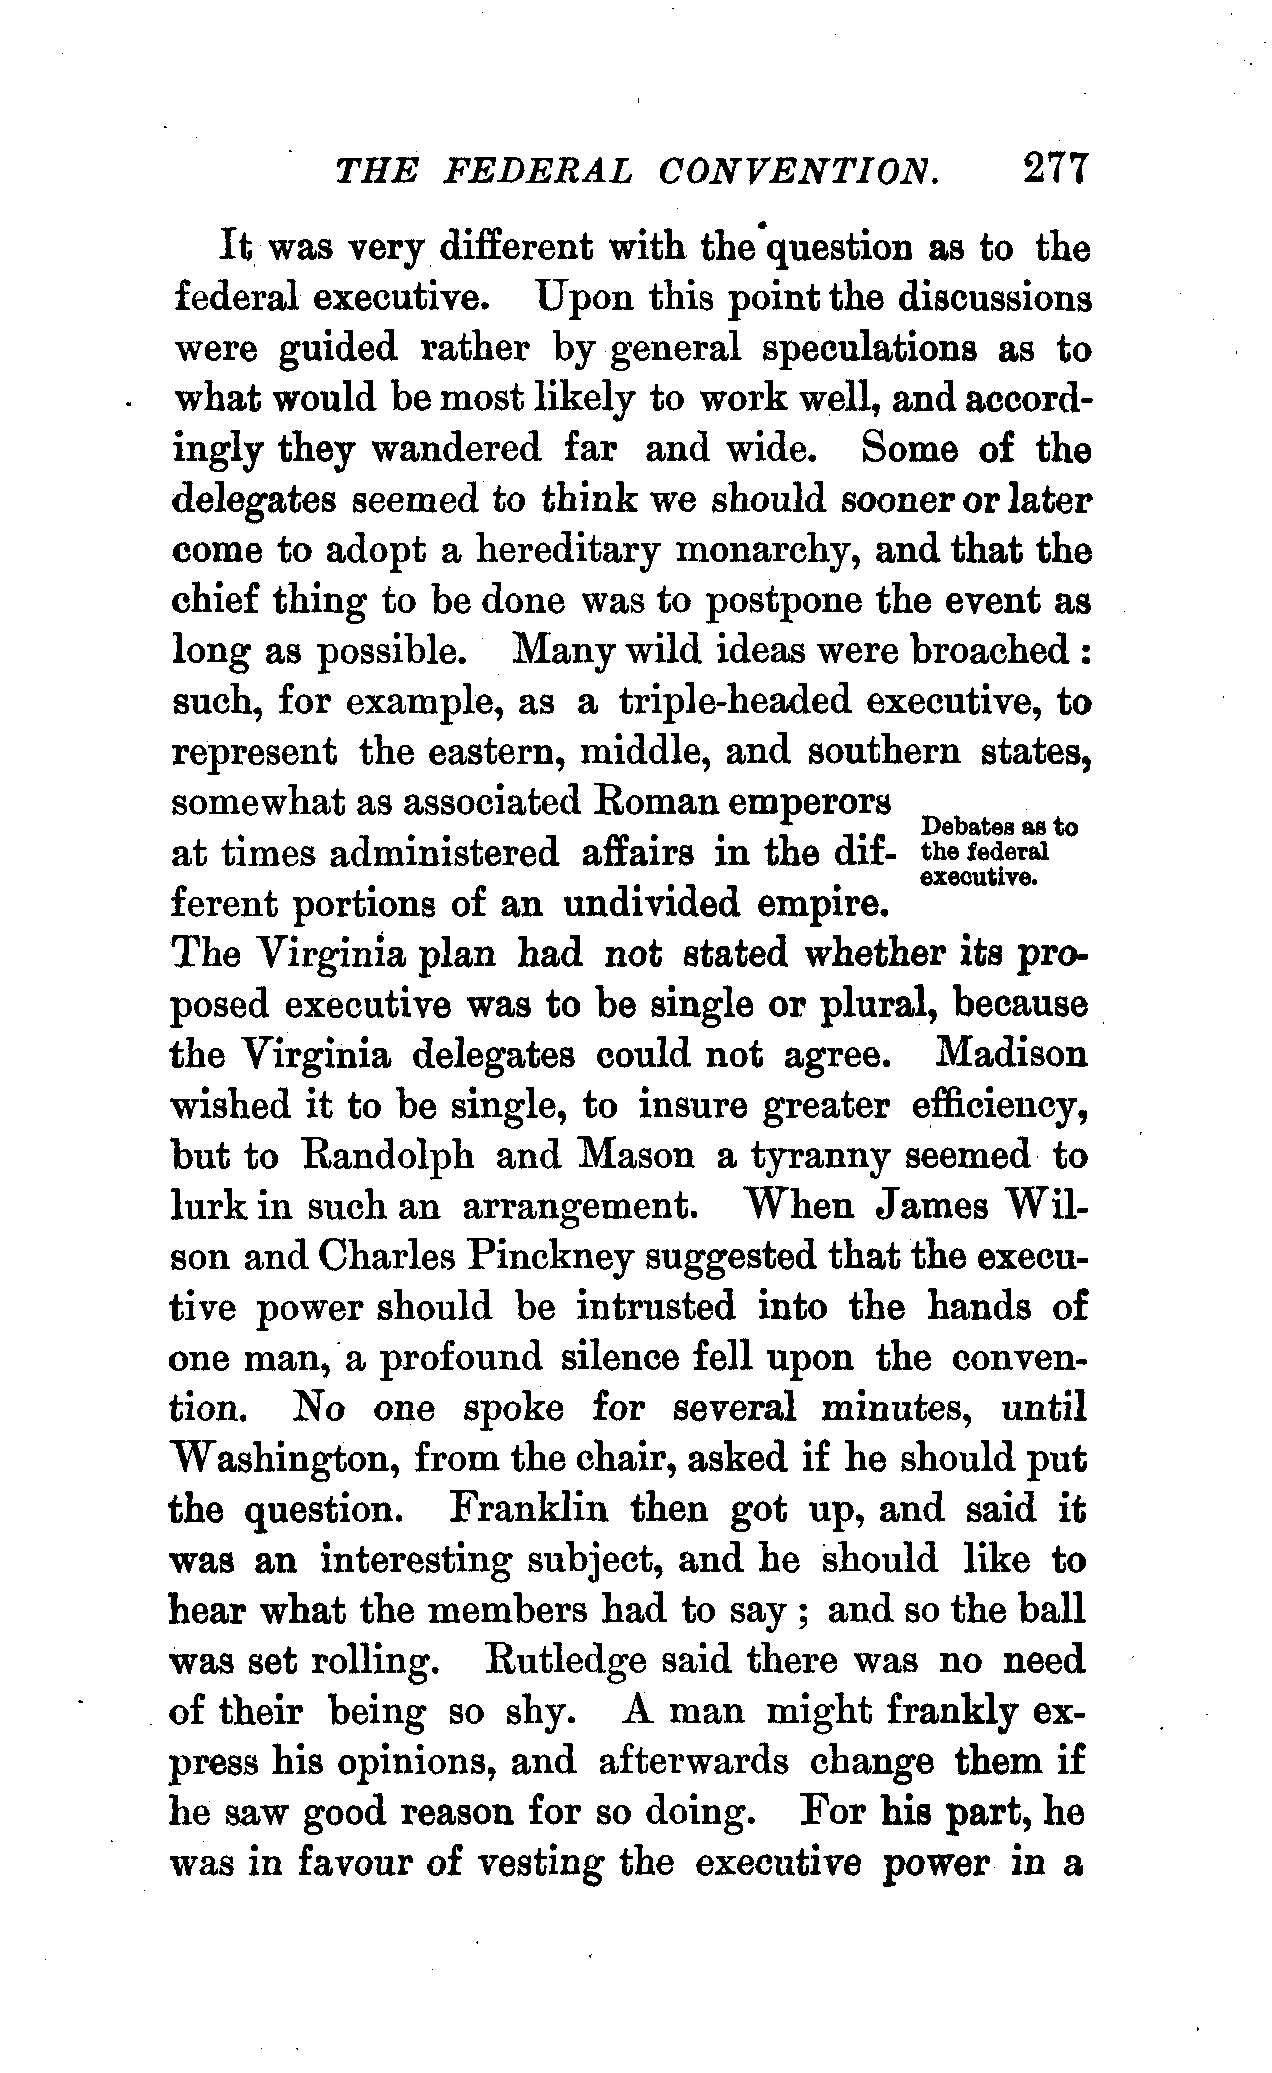 THE FEDERAL CONVENTION. 277
It was very different with the question as to the
federal executive. Upon this point the discussions
were guided rather by general speculations as to
what would be most likely to work well, and accord-
ingly they wandered far and wide. Some of the
delegates seemed to think we should sooner or later
come to adopt a hereditary monarchy, and that the
chief thing to be done was to postpone the event as
long as possible. Many wild ideas were broached :
such, for example, as a triple-headed executive, to
represent the eastern, middle, and southern states,
somewhat as associated Roman emperors
at times administered affairs in the dif-
ferent portions of an undivided empire.
Debates as to
the federal
executive.
The Virginia plan had not stated whether its pro-
posed executive was to be single or plural, because
the Virginia delegates could not agree. Madison
wished it to be single, to insure greater efficiency,
but to Randolph and Mason a tyranny seemed to
lurk in such an arrangement. When James Wil-
son and Charles Pinckney suggested that the execu-
tive power should be intrusted into the hands of
one man, a profound silence fell upon the conven-
tion. No one spoke for several minutes, until
Washington, from the chair, asked if he should put
the question. Franklin then got up, and said it
was an interesting subject, and he should like to
hear what the members had to say ; and so the ball
was set rolling. Rutledge said there was no need
of their being so shy. A man might frankly ex-
press his opinions, and afterwards change them if
he saw good reason for so doing. For his part, he
was in favour of vesting the executive power in a